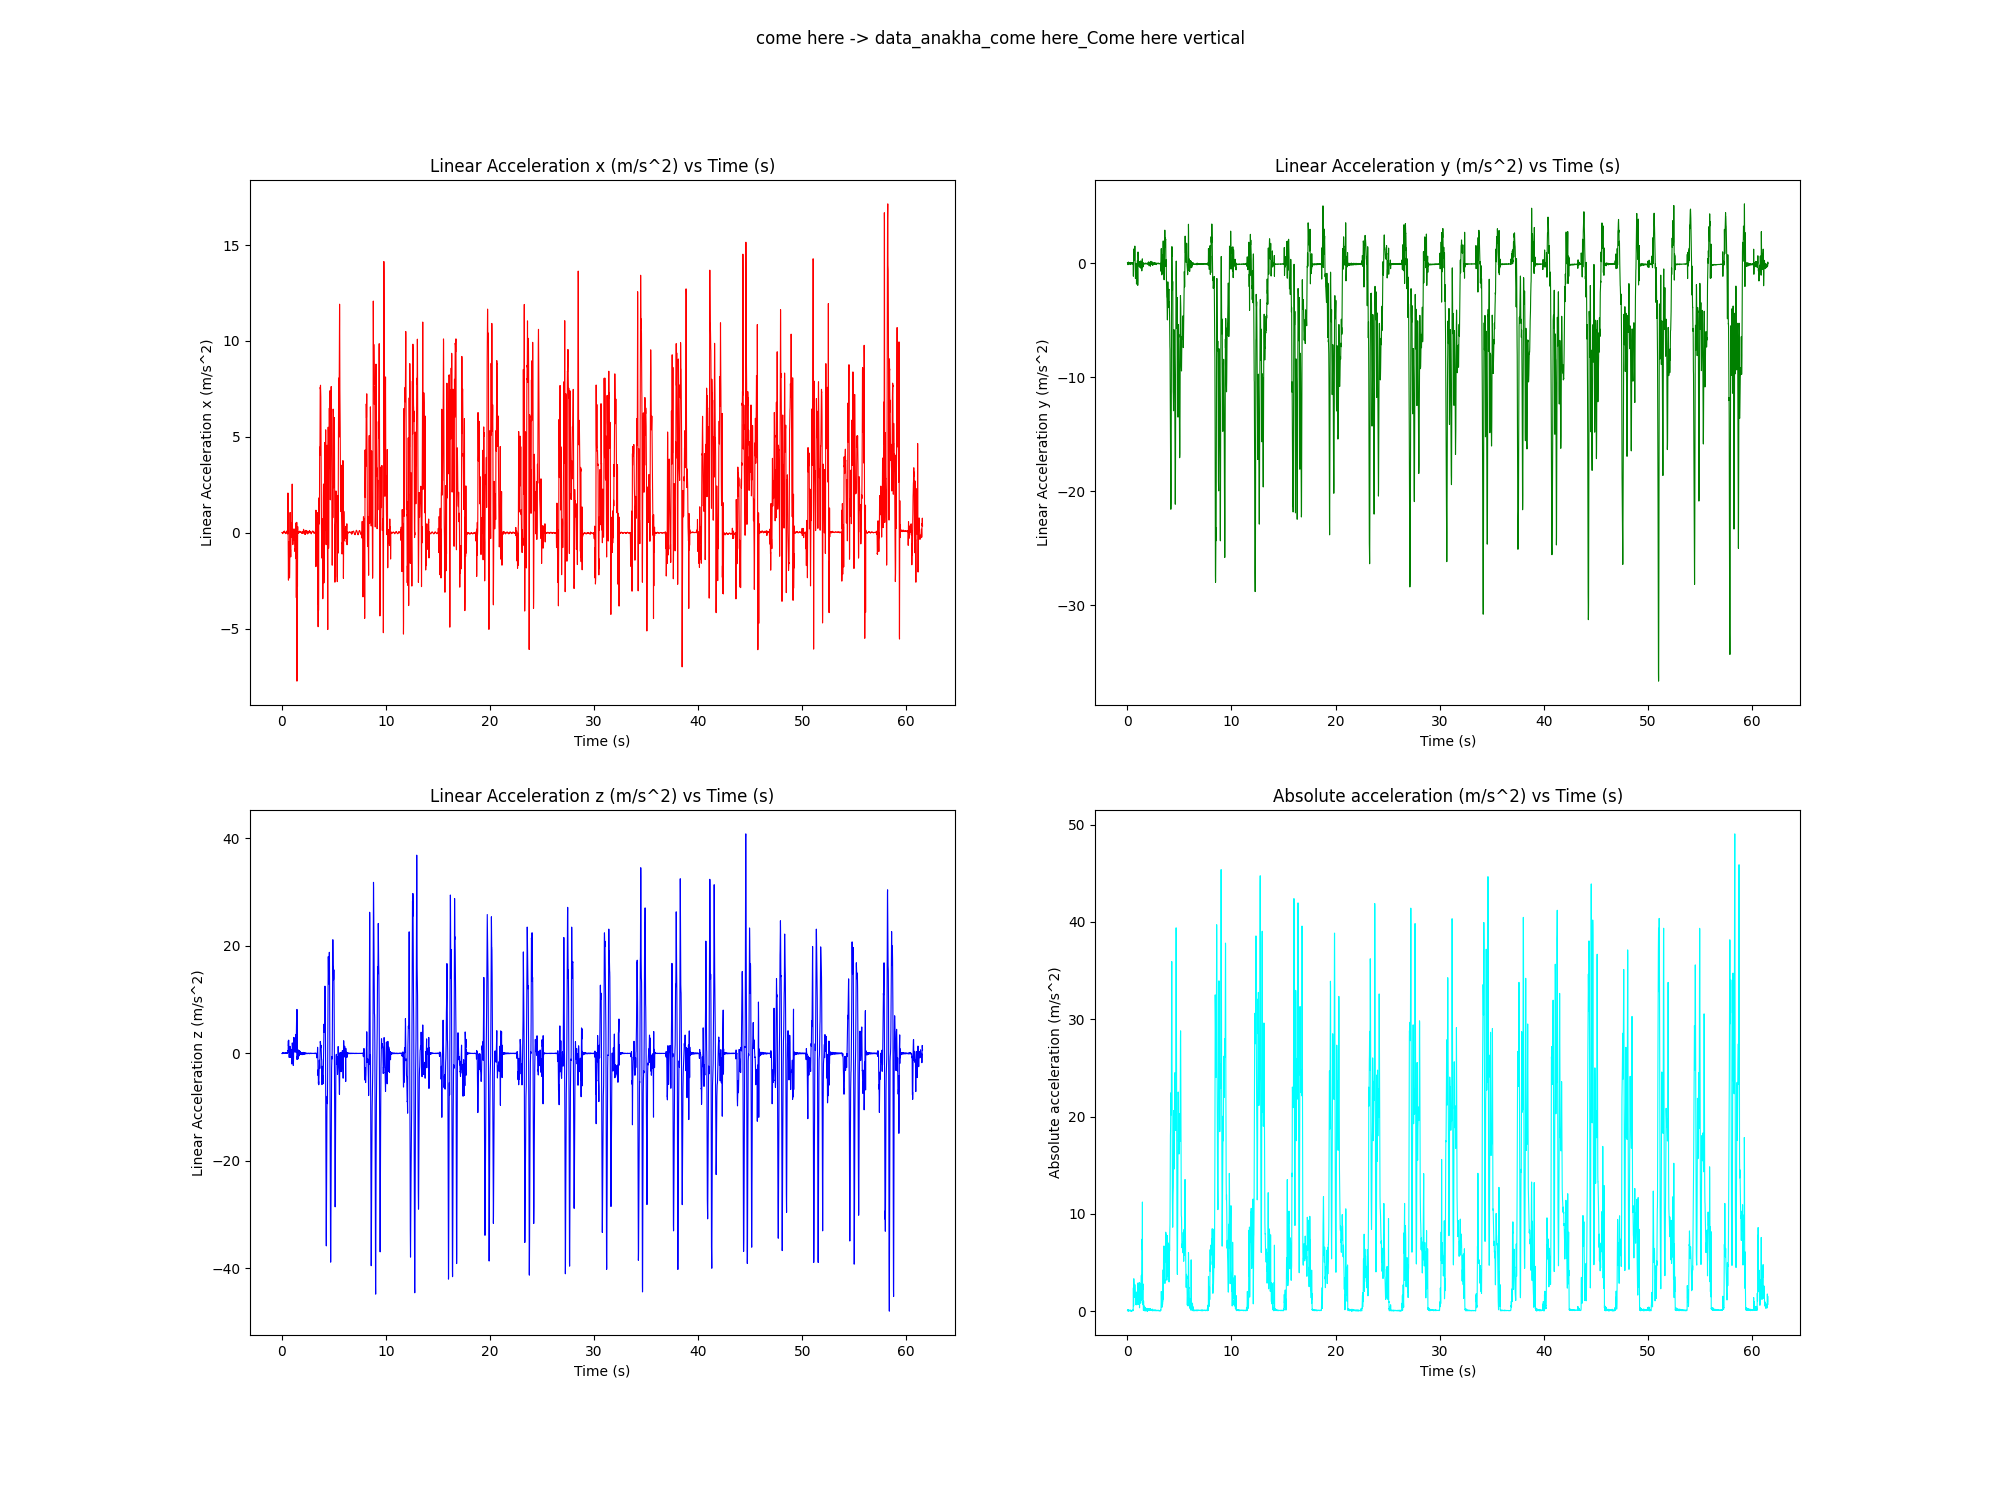 come here -> data_anakha_come here_Come here vertical
Linear Acceleration x (m/s^2) vs Time (s)
Linear Acceleration x (m/s^2)
15
10
5
0
−5
0 10 20 30 40 50 60
Time (s)
Linear Acceleration y (m/s^2) vs Time (s)
Linear Acceleration y (m/s^2)
0
−10
−20
−30
0 10 20 30 40 50 60
Time (s)
Linear Acceleration z (m/s^2) vs Time (s)
Linear Acceleration z (m/s^2)
40
20
0
−20
−40
0 10 20 30 40 50 60
Time (s)
Absolute acceleration (m/s^2) vs Time (s)
Absolute acceleration (m/s^2)
50
40
30
20
10
0
0 10 20 30 40 50 60
Time (s)